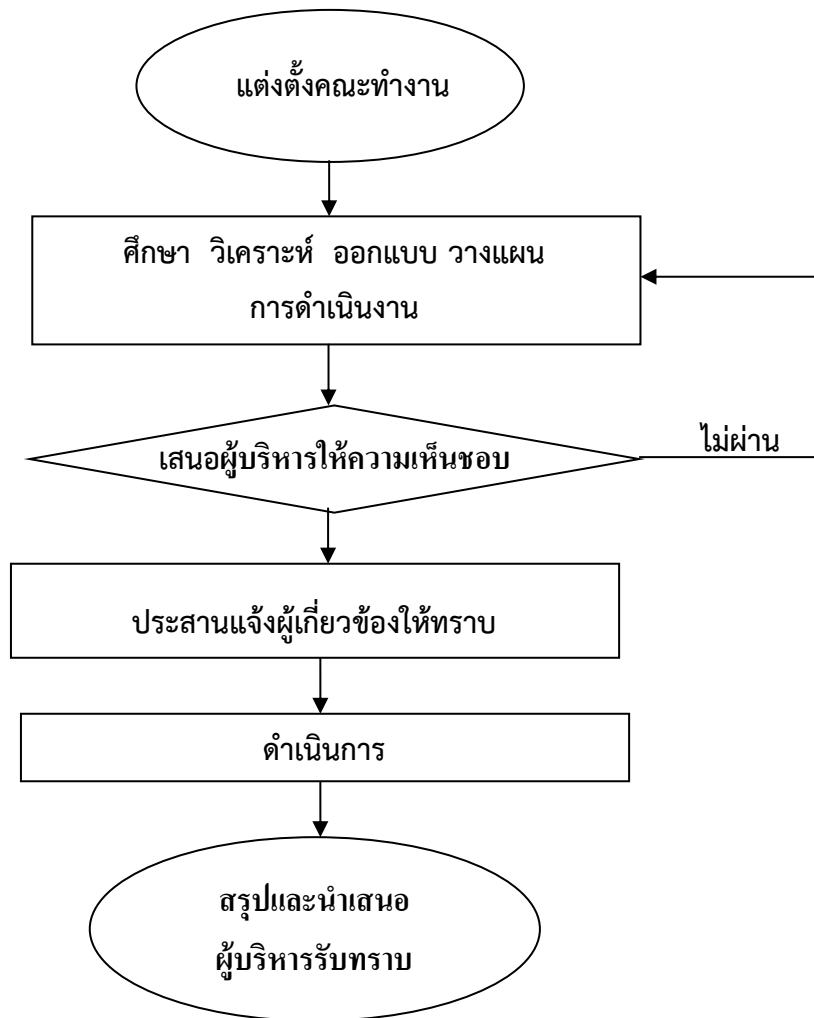 แต่งตั้งคณะทำงาน
ศึกษา วิเคราะห์ ออกแบบ วางแผน
การดำเนินงาน
เสนอผู้บริหารให้ความเห็นชอบ
ไม่ผ่าน
ประสานแจ้งผู้เกี่ยวข้องให้ทราบ
ดำเนินการ
สรุปและนำเสนอ
ผู้บริหารรับทราบ